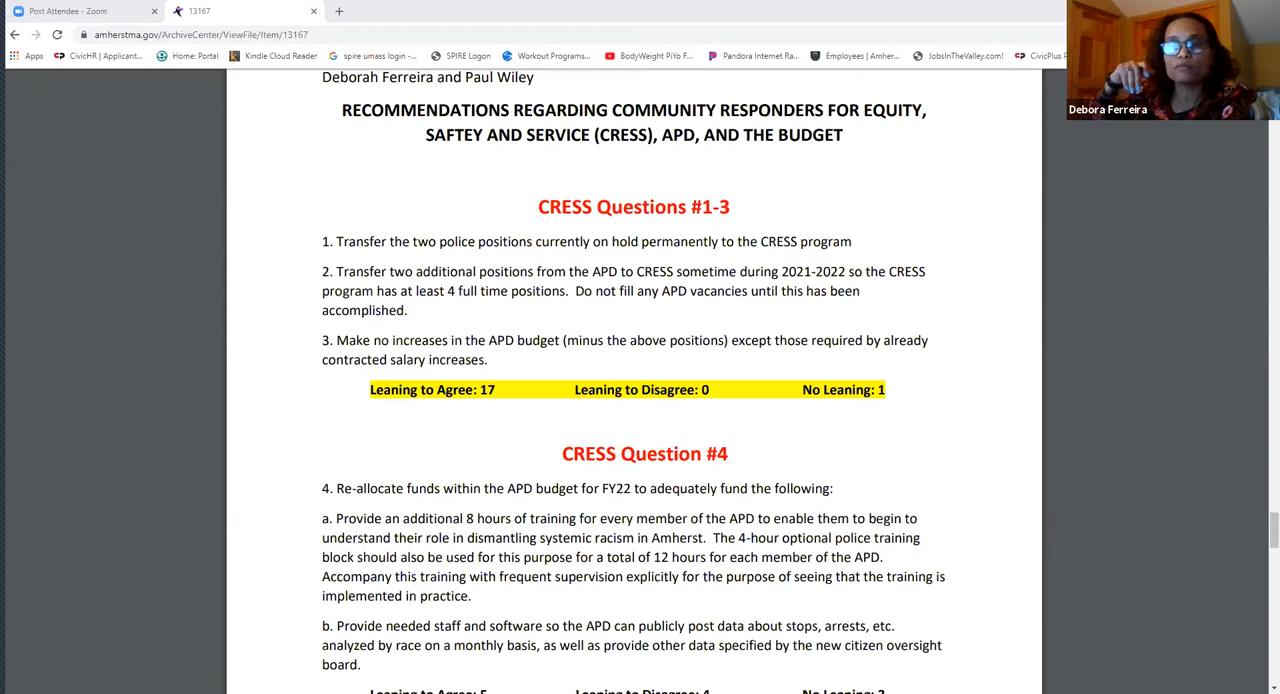 Post Attendee - Zoom
13167
amherstma.gov/ArchiveCenter/ViewFile/Item/13167
Apps CivicHR | Applicant... Home: Portal Kindle Cloud Reader spire umass login -... SPIRE Logon Workout Programs... BodyWeight PiYo F... Pandora Internet Ra... Employees | Amher... JobsInTheValley.com! CivicPlus
Debora Ferreira
Deborah Ferreira and Paul Wiley
RECOMMENDATIONS REGARDING COMMUNITY RESPONDERS FOR EQUITY,
SAFTEY AND SERVICE (CRESS), APD, AND THE BUDGET
CRESS Questions #1-3
1. Transfer the two police positions currently on hold permanently to the CRESS program
2. Transfer two additional positions from the APD to CRESS sometime during 2021-2022 so the CRESS
program has at least 4 full time positions. Do not fill any APD vacancies until this has been
accomplished.
3. Make no increases in the APD budget (minus the above positions) except those required by already
contracted salary increases.
Leaning to Agree: 17 Leaning to Disagree: 0 No Leaning: 1
CRESS Question #4
4. Re-allocate funds within the APD budget for FY22 to adequately fund the following:
a. Provide an additional 8 hours of training for every member of the APD to enable them to begin to
understand their role in dismantling systemic racism in Amherst. The 4-hour optional police training
block should also be used for this purpose for a total of 12 hours for each member of the APD.
Accompany this training with frequent supervision explicitly for the purpose of seeing that the training is
implemented in practice.
b. Provide needed staff and software so the APD can publicly post data about stops, arrests, etc.
analyzed by race on a monthly basis, as well as provide other data specified by the new citizen oversight
board.
Leaning to Agree: 5 Leaning to Disagree: 4 No Leaning: